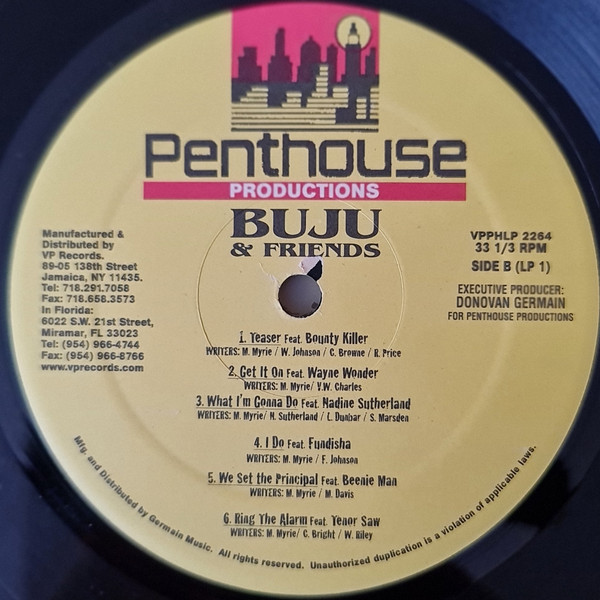 Penthouse
PRODUCTIONS
BUJU
& FRIENDS
Manufactured &
Distributed by
VP Records.
89-05 138th Street
Jamaica, NY 11435.
Tel: 718.291.7058
Fax: 718.658.3573
In Florida:
6022 S.W. 21st Street,
Miramar, FL 33023
Tel: (954) 966-4744
Fax: (954) 966-8766
www.vprecords.com
VPPHLP 2264
33 1/3 RPM
SIDE B (LP 1)
EXECUTIVE PRODUCER:
DONOVAN GERMAIN
FOR PENTHOUSE PRODUCTIONS
1. Teaser Feat. Bounty Killer
WRITERS: M. Myrie / W. Johnson / C. Browne / R. Price
2. Get It On Feat. Wayne Wonder
WRITERS: M. Myrie/ V.W. Charles
3. What I'm Gonna Do Feat. Nadine Sutherland
WRITERS: M. Myrie/ N. Sutherland / L. Dunbar / S. Marsden
4. I Do Feat. Fundisha
WRITERS: M. Myrie / F. Johnson
5. We Set the Principal Feat. Beenie Man
WRITERS: M. Myrie / M. Davis
6. Ring The Alarm Feat. Tenor Saw
WRITERS: M. Myrie/ C. Bright / W. Riley
Mfg. and Distributed by Germain Music. All rights reserved. Unauthorized duplication is a violation of applicable laws.